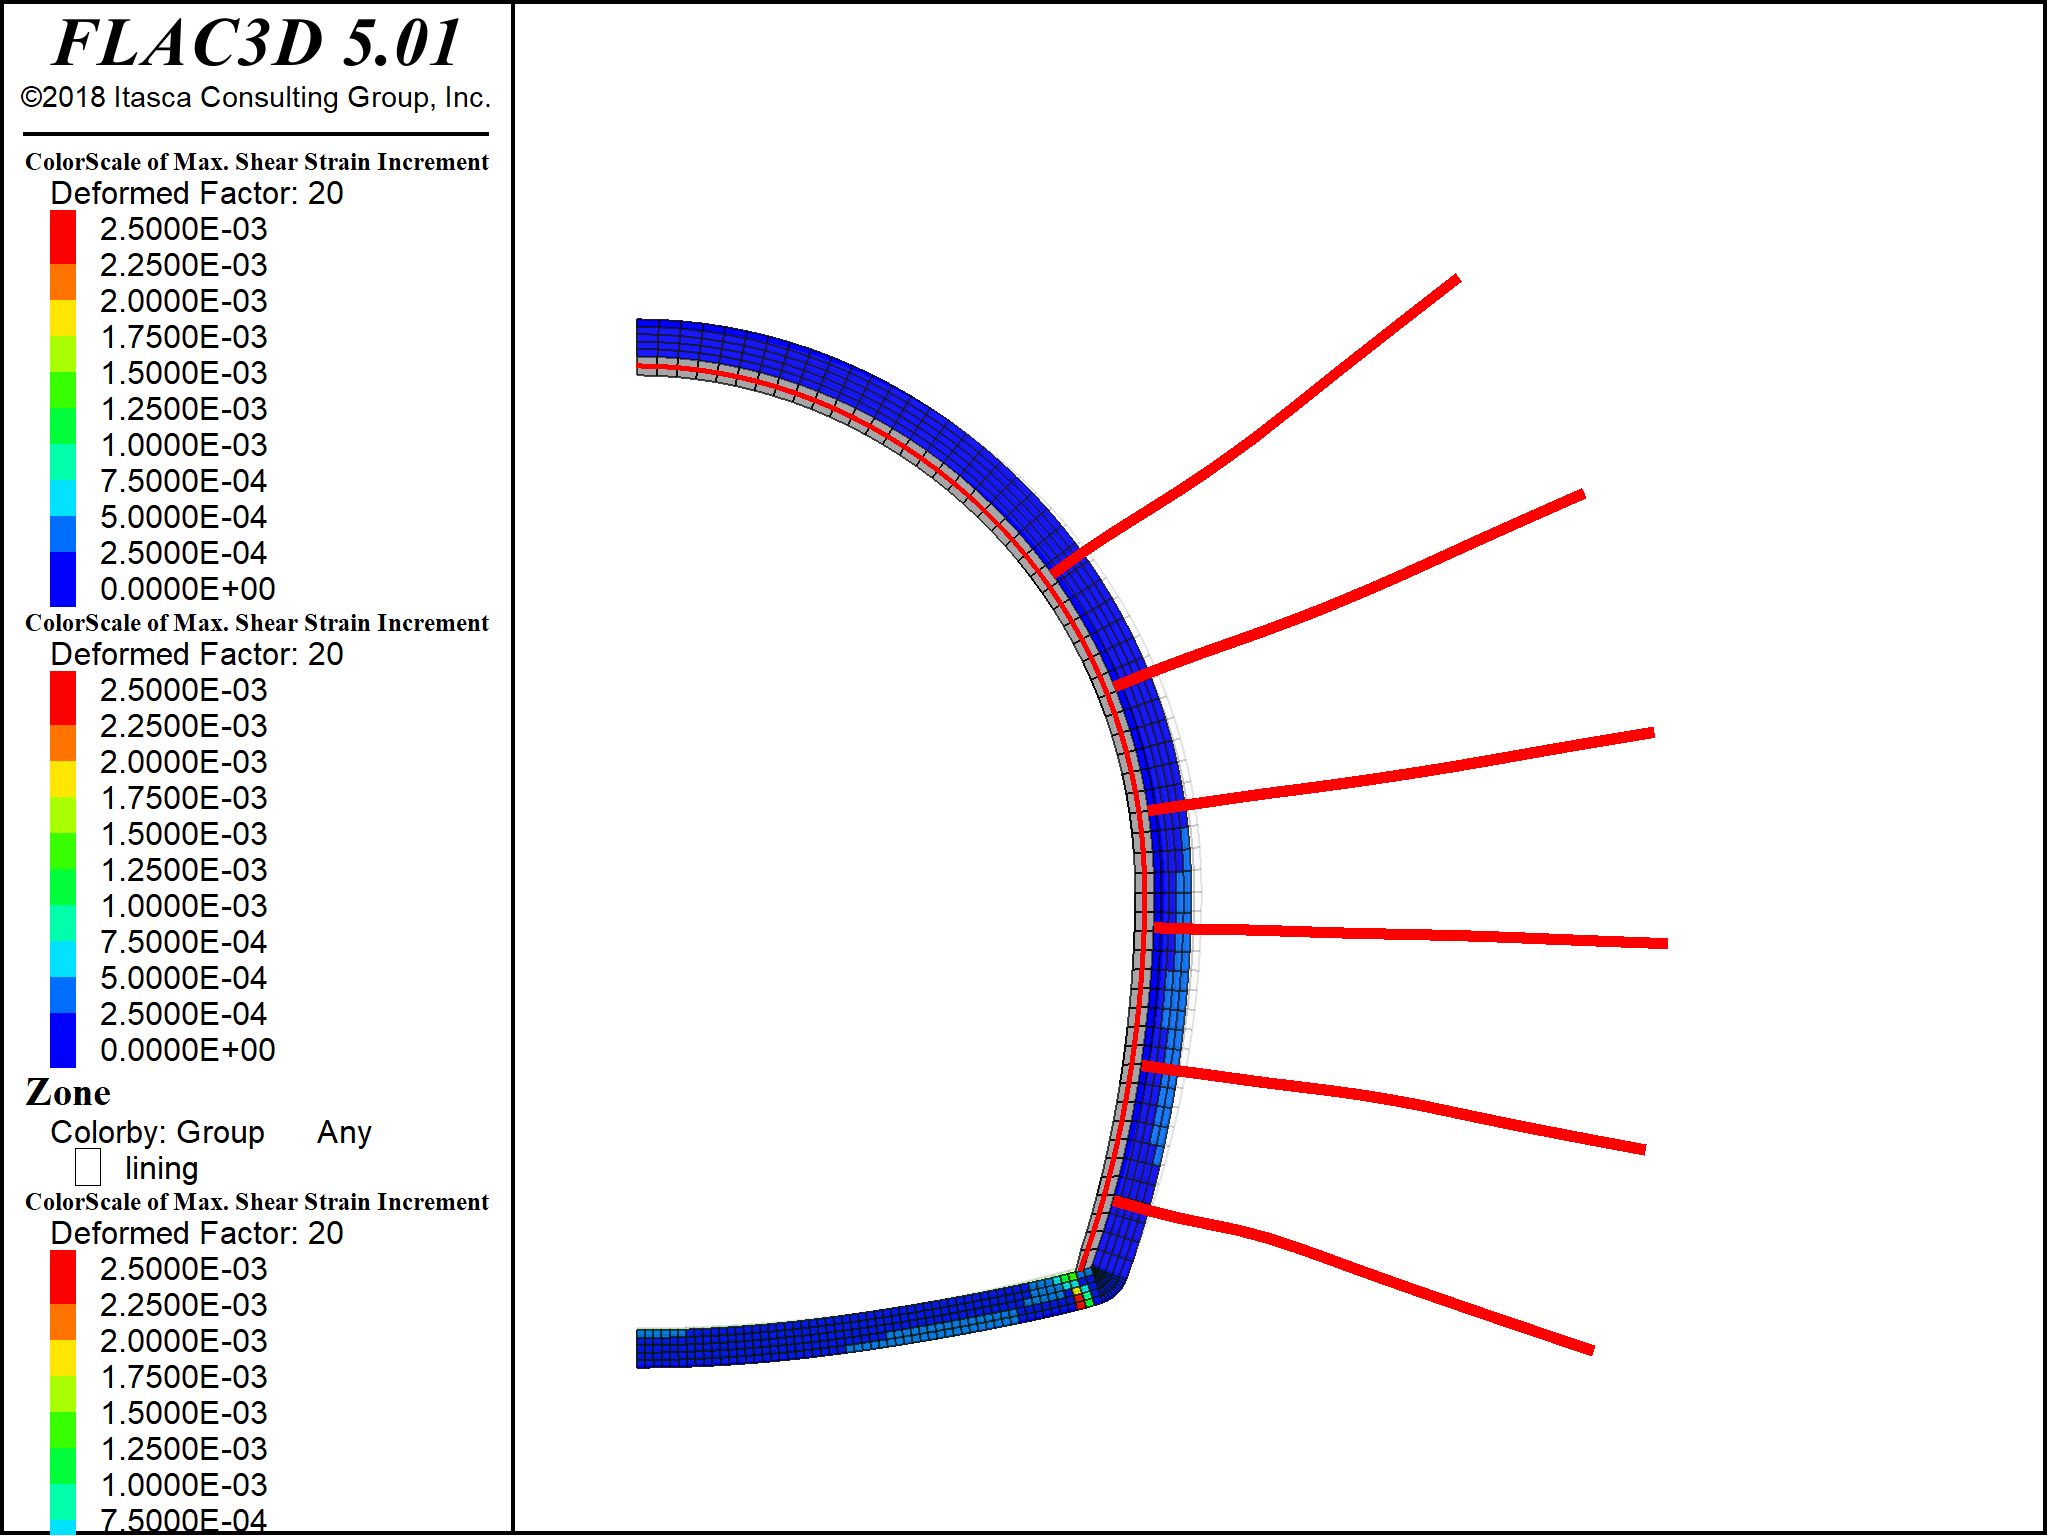 FLAC3D 5.01
©2018 Itasca Consulting Group, Inc.
ColorScale of Max. Shear Strain Increment
Deformed Factor: 20
2.5000E-03
2.2500E-03
2.0000E-03
1.7500E-03
1.5000E-03
1.2500E-03
1.0000E-03
7.5000E-04
5.0000E-04
2.5000E-04
0.0000E+00
ColorScale of Max. Shear Strain Increment
Deformed Factor: 20
2.5000E-03
2.2500E-03
2.0000E-03
1.7500E-03
1.5000E-03
1.2500E-03
1.0000E-03
7.5000E-04
5.0000E-04
2.5000E-04
0.0000E+00
Zone
Colorby: Group Any
lining
ColorScale of Max. Shear Strain Increment
Deformed Factor: 20
2.5000E-03
2.2500E-03
2.0000E-03
1.7500E-03
1.5000E-03
1.2500E-03
1.0000E-03
7.5000E-04